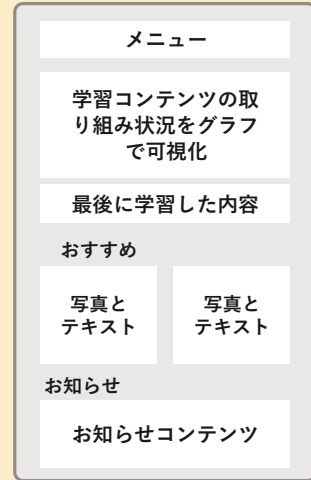 メニュー
学習コンテンツの取
り組み状況をグラフ
で可視化
最後に学習した内容
おすすめ
写真と
テキスト
写真と
テキスト
お知らせ
お知らせコンテンツ